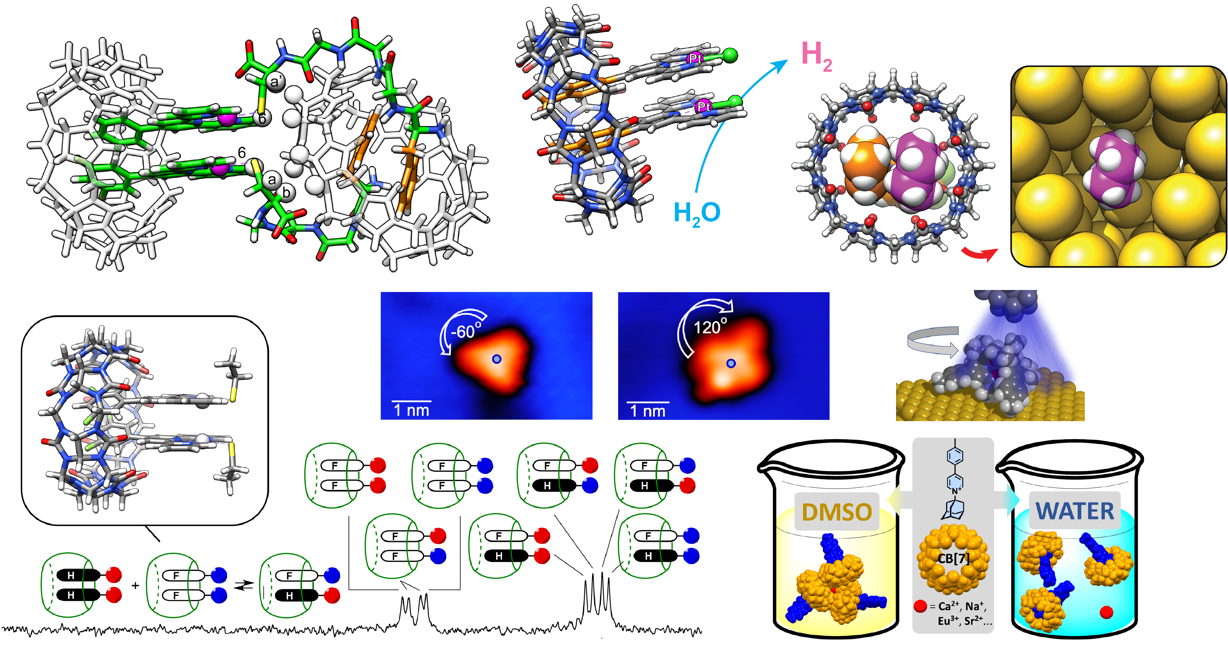 a'
b'
6
a
b
Pt
Pt
H₂
H₂O
-60°
1 nm
120°
1 nm
F
F
F
F
F
H
F
H
F
F
F
H
F
H
H
H
+
F
F
⇌
F
H
DMSO
N⁺
WATER
CB[7]
= Ca²⁺, Na⁺,
Eu³⁺, Sr²⁺...